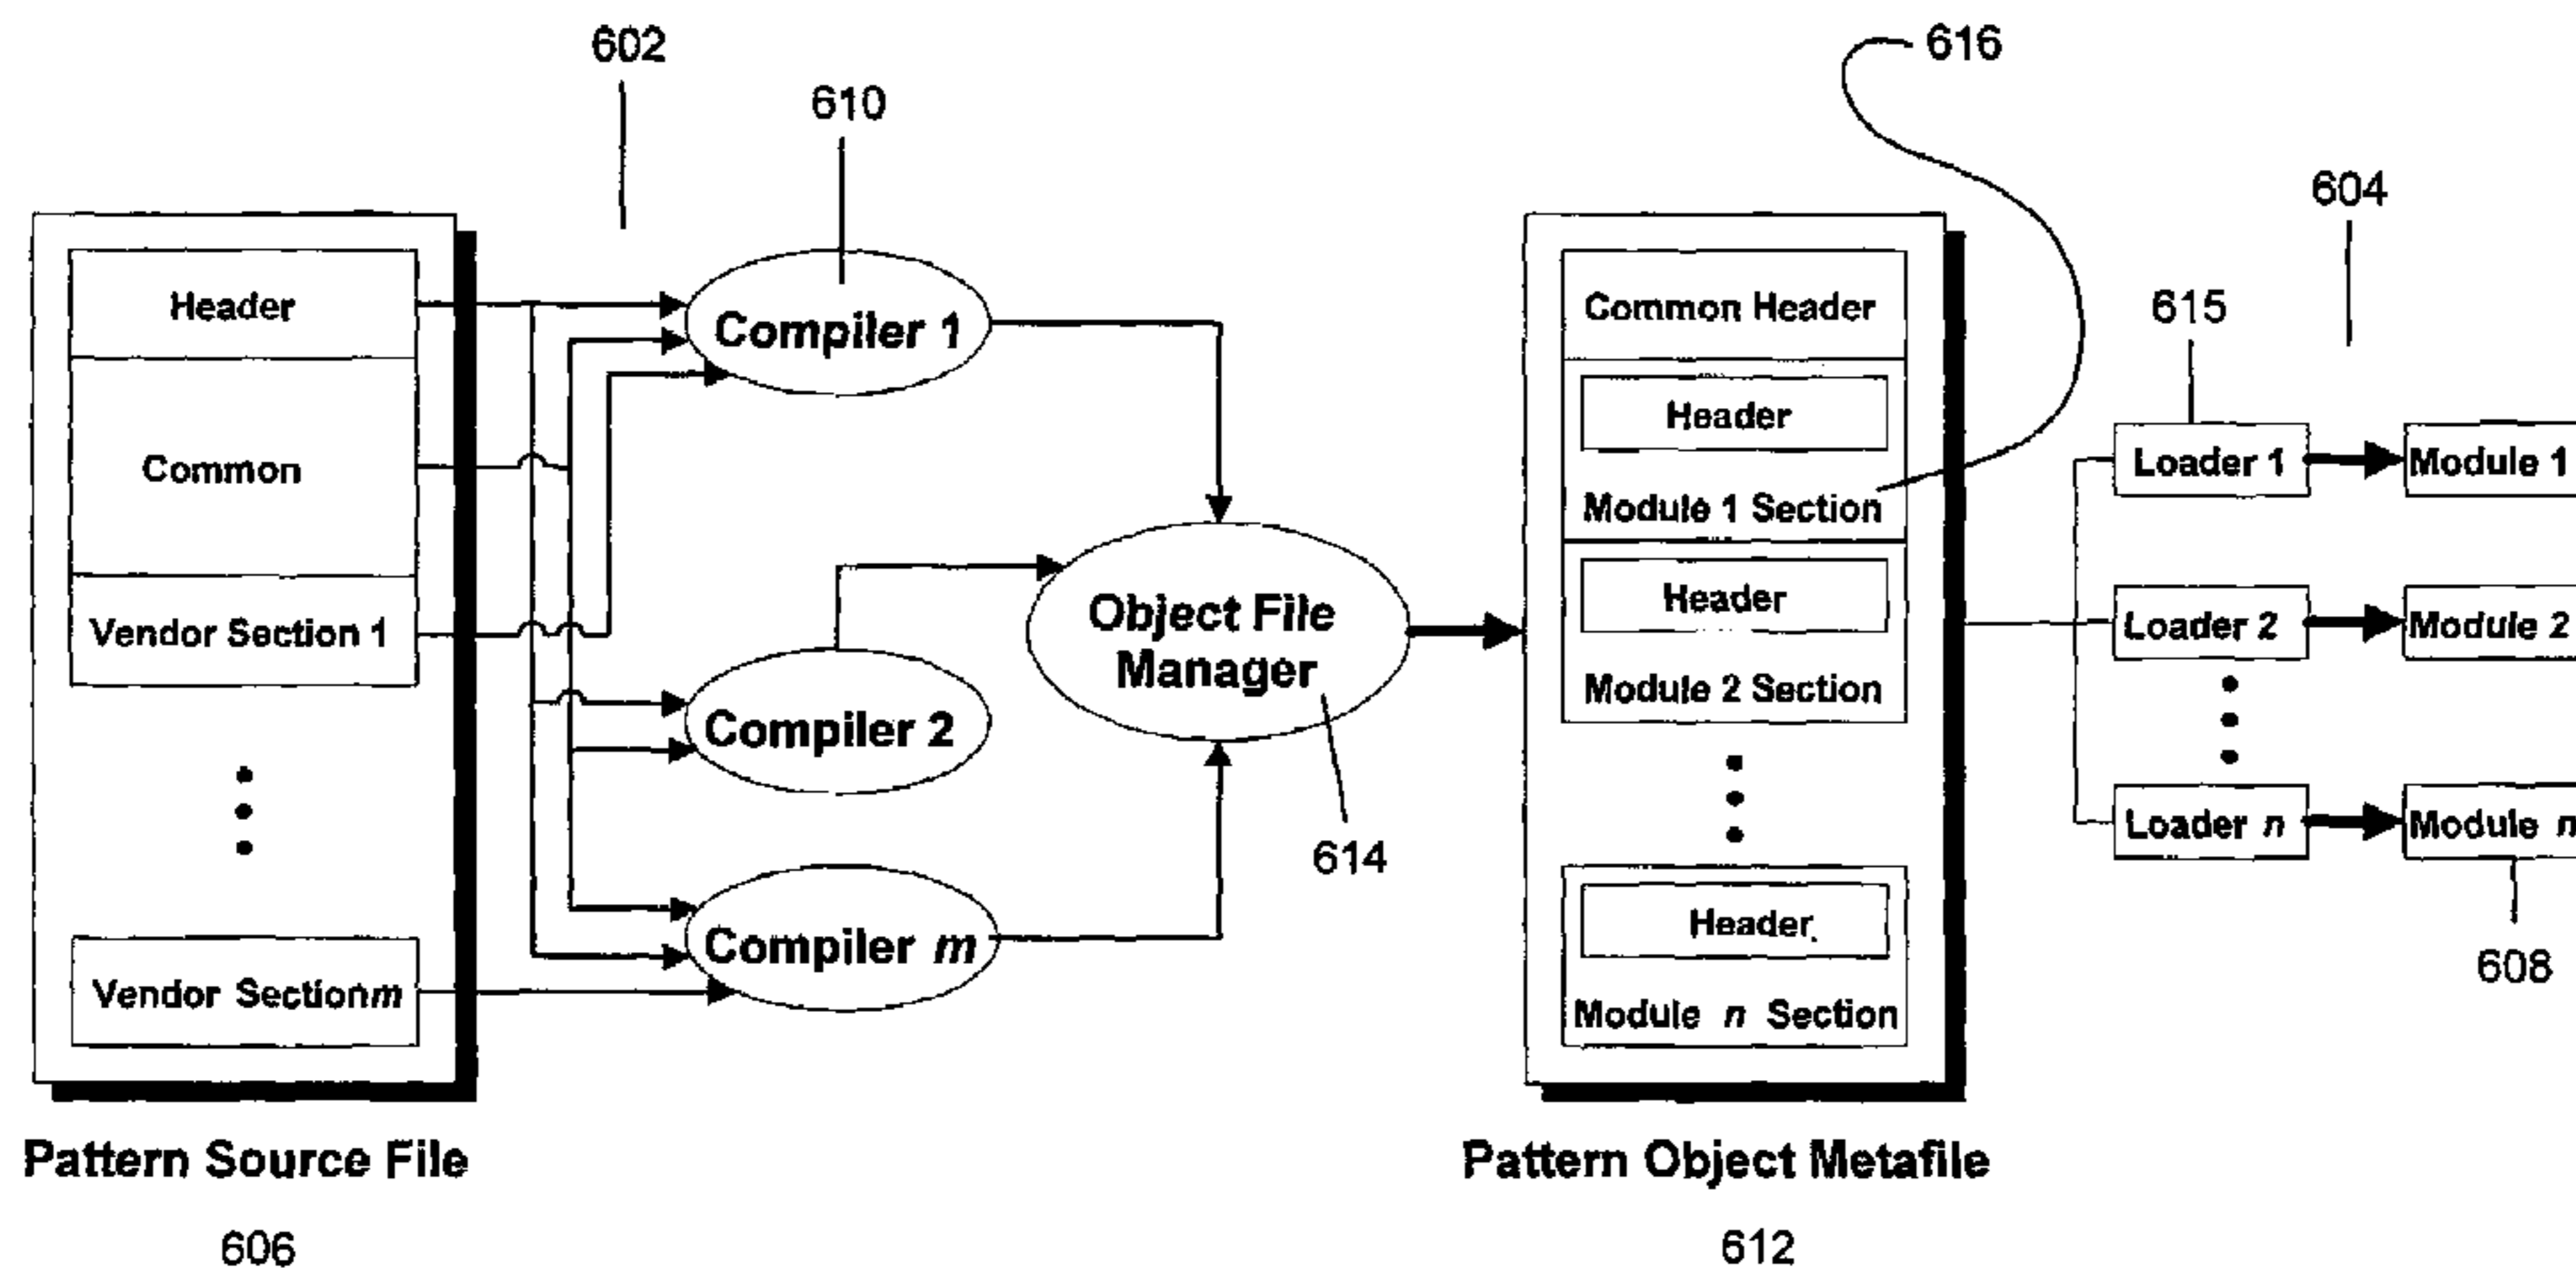 602
616
610
604
Header
Common
Vendor Section 1
Vendor Section m
Pattern Source File
606
Compiler 1
Compiler 2
Compiler m
Object File
Manager
614
Common Header
Header
Module 1 Section
Header
Module 2 Section
Header
Module n Section
Pattern Object Metafile
612
615
Loader 1
Module 1
Loader 2
Module 2
Loader n
Module n
608